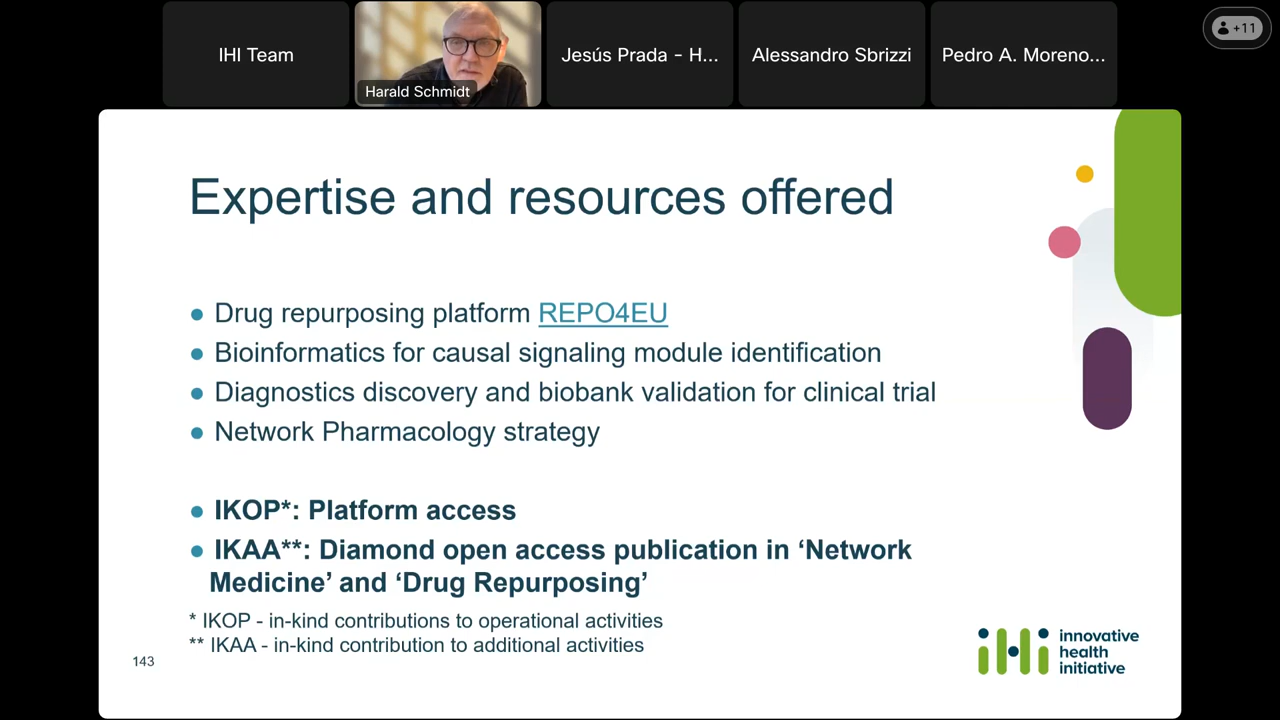 IHI Team
Harald Schmidt
Jesús Prada - H...
Alessandro Sbrizzi
Pedro A. Moreno...
+11
Expertise and resources offered
● Drug repurposing platform REPO4EU
● Bioinformatics for causal signaling module identification
● Diagnostics discovery and biobank validation for clinical trial
● Network Pharmacology strategy
● IKOP*: Platform access
● IKAA**: Diamond open access publication in ‘Network
Medicine’ and ‘Drug Repurposing’
* IKOP - in-kind contributions to operational activities
** IKAA - in-kind contribution to additional activities
143
iHi innovative
health
initiative